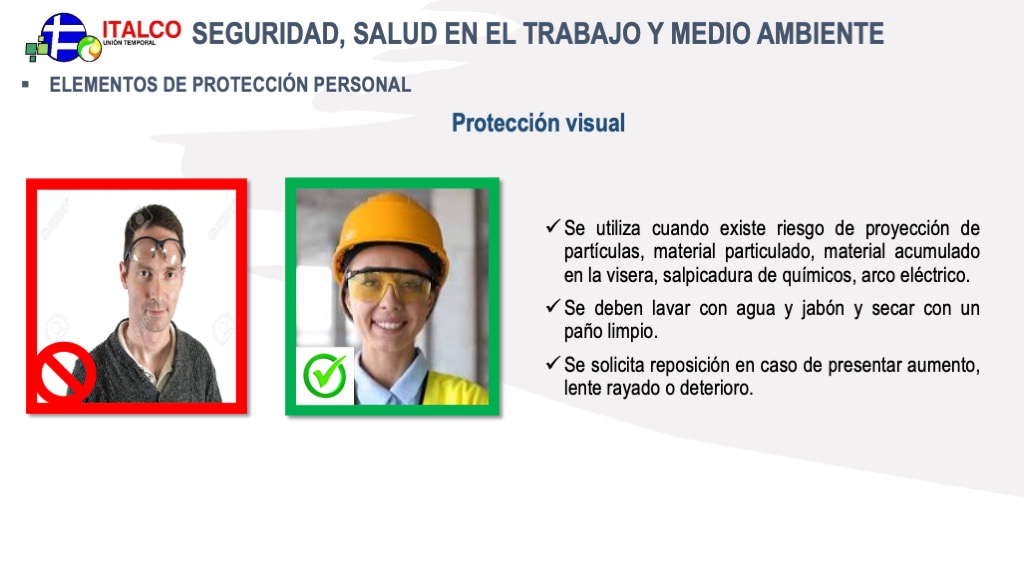 ITALCO
UNIÓN TEMPORAL
SEGURIDAD, SALUD EN EL TRABAJO Y MEDIO AMBIENTE
▪ ELEMENTOS DE PROTECCIÓN PERSONAL
Protección visual
✓ Se utiliza cuando existe riesgo de proyección de
partículas, material particulado, material acumulado
en la visera, salpicadura de químicos, arco eléctrico.
✓ Se deben lavar con agua y jabón y secar con un
paño limpio.
✓ Se solicita reposición en caso de presentar aumento,
lente rayado o deterioro.